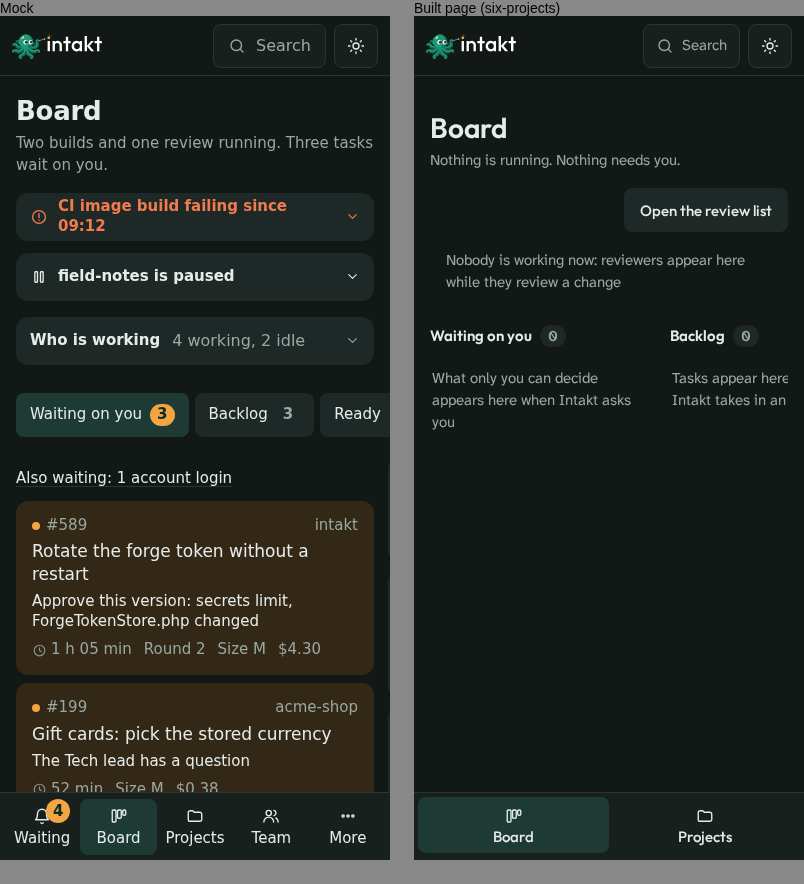 Mock
intakt
Search
Board
Two builds and one review running. Three tasks
wait on you.
CI image build failing since
09:12
field-notes is paused
Who is working 4 working, 2 idle
Waiting on you 3
Backlog 3
Ready
Also waiting: 1 account login
#589 intakt
Rotate the forge token without a
restart
Approve this version: secrets limit,
ForgeTokenStore.php changed
1 h 05 min Round 2 Size M $4.30
#199 acme-shop
Gift cards: pick the stored currency
The Tech lead has a question
52 min Size M $0.38
4
Waiting
Board
Projects
Team
More
Built page (six-projects)
intakt
Search
Board
Nothing is running. Nothing needs you.
Open the review list
Nobody is working now: reviewers appear here
while they review a change
Waiting on you 0
What only you can decide
appears here when Intakt asks
you
Backlog 0
Tasks appear here
Intakt takes in an
Board
Projects